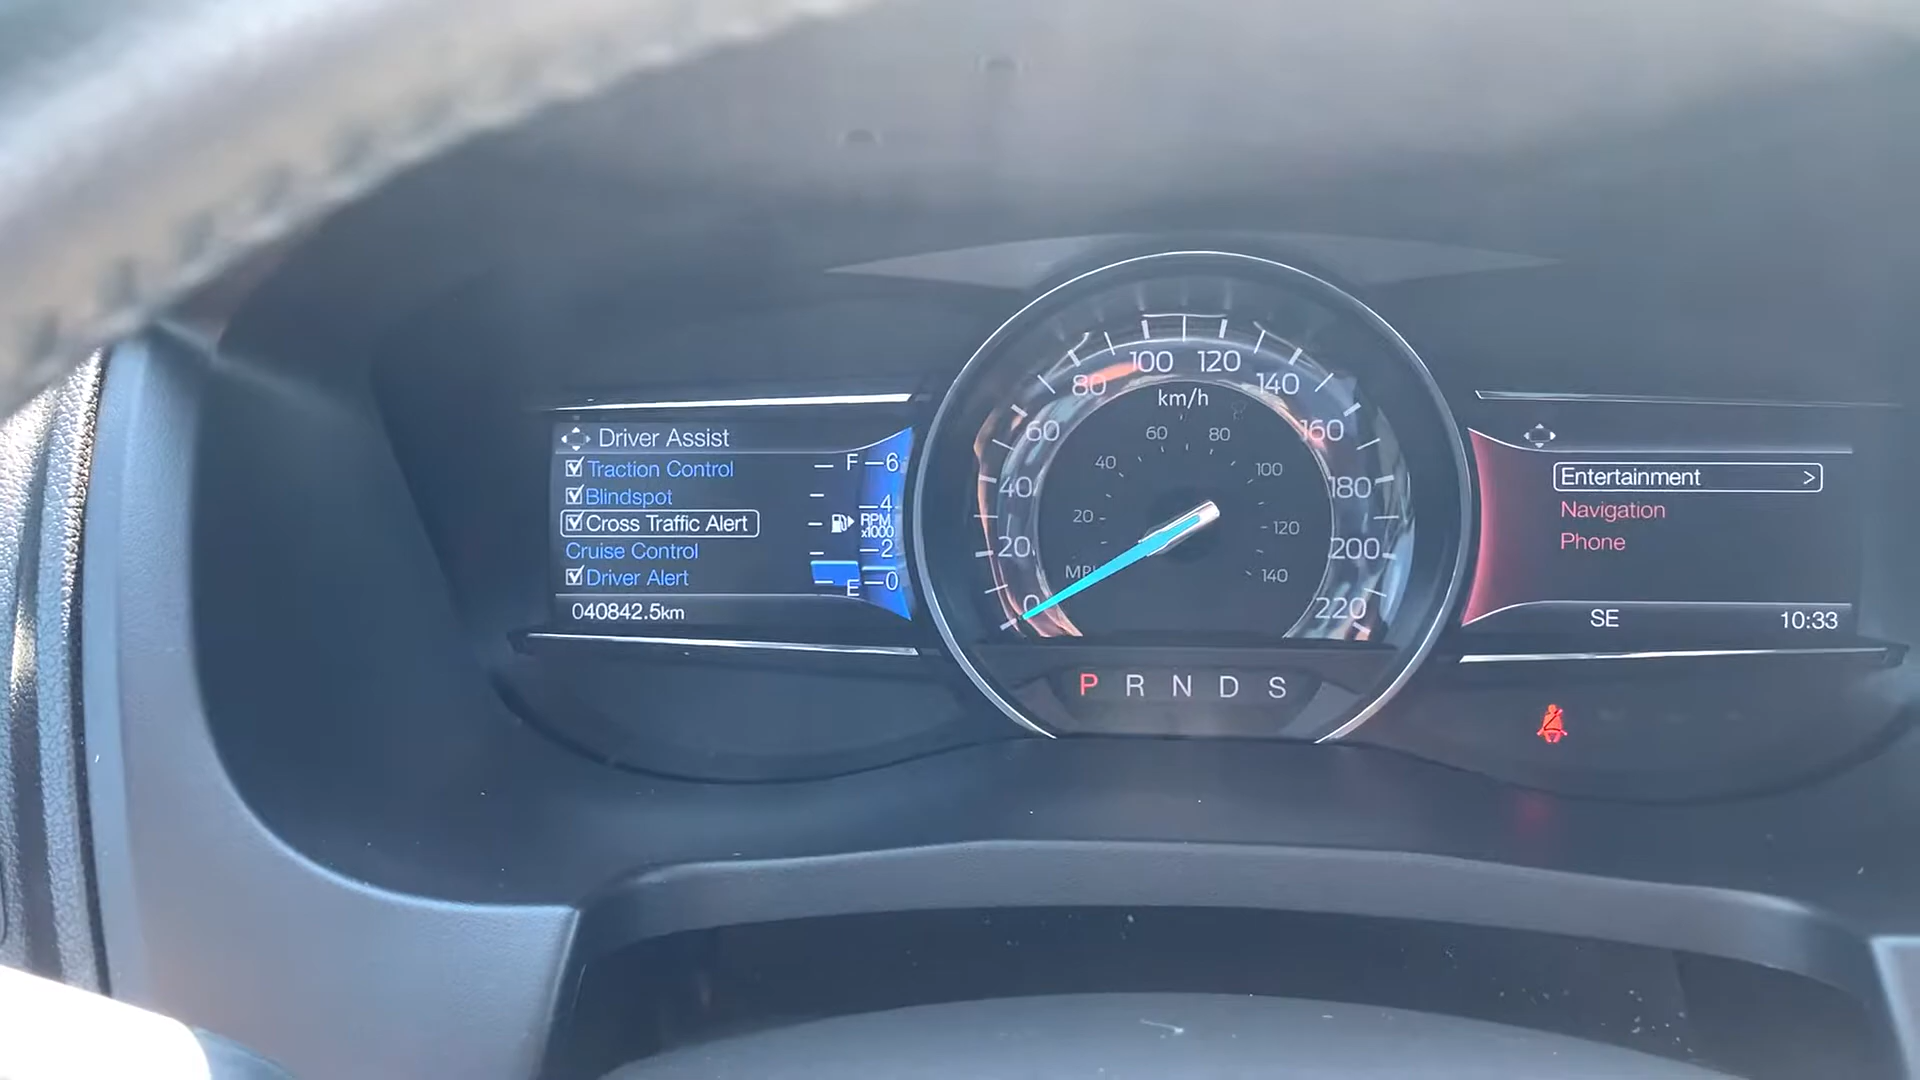 Driver Assist
Traction Control
Blindspot
Cross Traffic Alert
Cruise Control
Driver Alert
040842.5km
F
E
6
4
RPM
x1000
2
0
0
20
40
60
80
100
120
140
160
180
200
220
km/h
20
40
60
80
100
120
140
MPH
P R N D S
Entertainment >
Navigation
Phone
SE 10:33